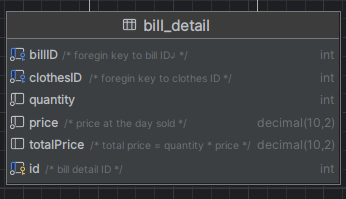 bill_detail
billID /* foregin key to bill ID↲ */ int
clothesID /* foregin key to clothes ID */ int
quantity int
price /* price at the day sold */ decimal(10,2)
totalPrice /* total price = quantity * price */ decimal(10,2)
id /* bill detail ID */ int